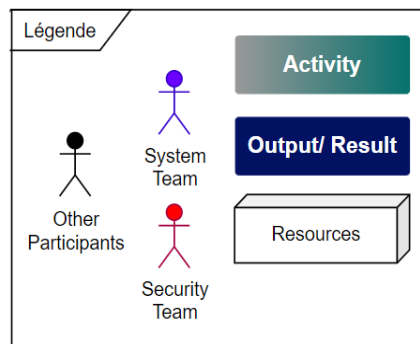 Légende
Activity
System
Team
Output/ Result
Other
Participants
Resources
Security
Team